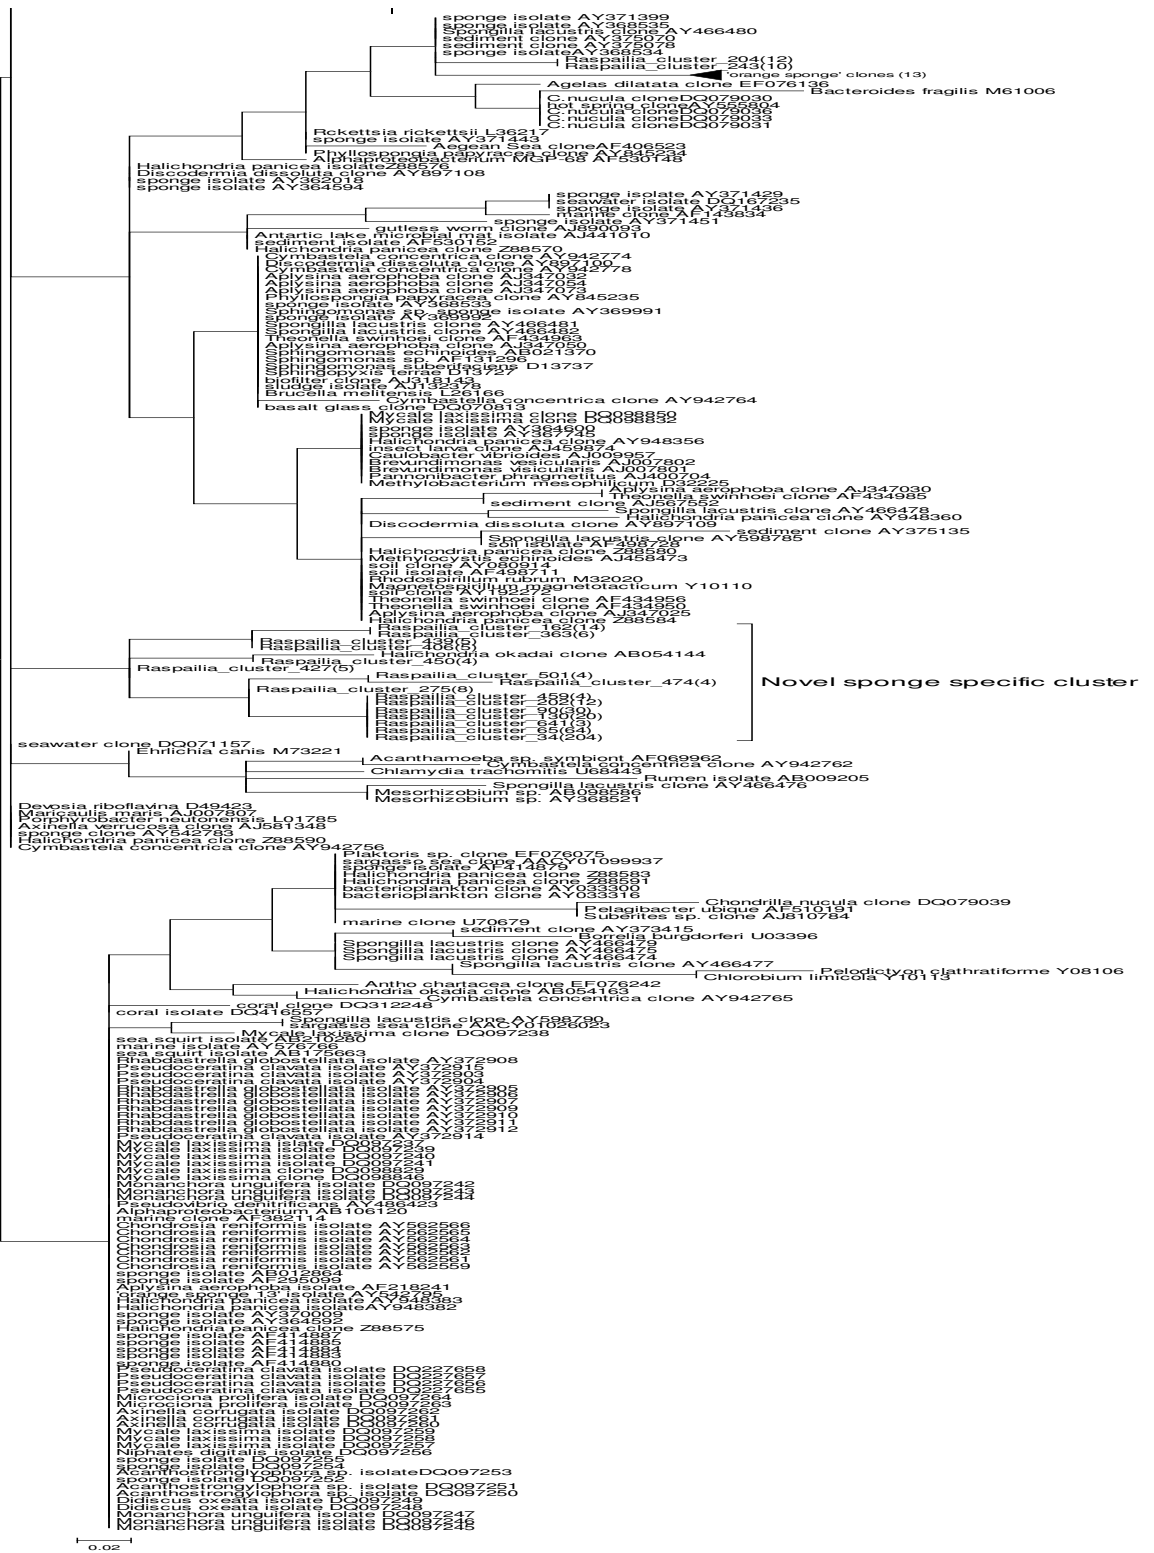 sponge isolate AY371399
sponge isolate AY368535
Spongilla lacustris clone AY466480
sediment clone AY375070
sediment clone AY375078
sponge isolateAY368534
Raspailia_cluster_204(12)
Raspailia_cluster_243(10)
'orange sponge' clones (13)
Agelas dilatata clone EF076136
Bacteroides fragilis M61006
C.nucula cloneDQ079030
hot spring cloneAY555804
C.nucula cloneDQ079036
C.nucula cloneDQ079033
C.nucula cloneDQ079031
Rckettsia rickettsii L36217
sponge isolate AY371443
Aegean Sea cloneAF406523
Phyllospongia papyracea clone AY845234
Alphaproteobacterium MGP-68 AF530148
Halichondria panicea isolateZ88576
Discodermia dissoluta clone AY897108
sponge isolate AY362018
sponge isolate AY364594
sponge isolate AY371429
seawater isolate DQ167235
sponge isolate AY371436
marine clone AF143834
sponge isolate AY371451
gutless worm clone AJ890093
Antartic lake microbial mat isolate AJ441010
sediment isolate AF530152
Halichondria panicea clone Z88570
Cymbastela concentrica clone AY942774
Discodermia dissoluta clone AY897100
Cymbastela concentrica clone AY942778
Aplysina aerophoba clone AJ347032
Aplysina aerophoba clone AJ347054
Aplysina aerophoba clone AJ347073
Phyllospongia papyracea clone AY845235
sponge isolate AY368533
Sphingomonas sp. sponge isolate AY369991
sponge isolate AY369992
Spongilla lacustris clone AY466481
Spongilla lacustris clone AY466482
Theonella swinhoei clone AF434963
Aplysina aerophoba clone AJ347050
Sphingomonas echinoides AB021370
Sphingomonas sp. AF131296
Sphingomonas suberifaciens D13737
Sphingopyxis terrae D13727
biofilter clone AJ318143
sludge isolate AJ132378
Brucella melitensis L26166
Cymbastella concentrica clone AY942764
basalt glass clone DQ070813
Mycale laxissima clone DQ098850
Mycale laxissima clone DQ098832
sponge isolate AY364600
sponge isolate AY367745
Halichondria panicea clone AY948356
insect larva clone AJ459874
Caulobacter vibrioides AJ009957
Brevundimonas vesicularis AJ007802
Brevundimonas visicularis AJ007801
Pannonibacter phragmetitus AJ400704
Methylobacterium mesophilicum D32225
Aplysina aerophoba clone AJ347030
Theonella swinhoei clone AF434985
sediment clone AJ567552
Spongilla lacustris clone AY466478
Halichondria panicea clone AY948360
Discodermia dissoluta clone AY897109
sediment clone AY375135
Spongilla lacustris clone AY598785
soil isolate AF498728
Halichondria panicea clone Z88580
Methylocystis echinoides AJ458473
soil clone AY080914
soil isolate AF498711
Rhodospirillum rubrum M32020
Magnetospirillum magnetotacticum Y10110
soil clone AY192272
Theonella swinhoei clone AF434956
Theonella swinhoei clone AF434950
Aplysina aerophoba clone AJ347025
Halichondria panicea clone Z88584
Raspailia_cluster_162(14)
Raspailia_cluster_363(6)
Raspailia_cluster_439(5)
Raspailia_cluster_406(5)
Halichondria okadai clone AB054144
Raspailia_cluster_450(4)
Raspailia_cluster_427(5)
Raspailia_cluster_501(4)
Raspailia_cluster_474(4)
Raspailia_cluster_275(8)
Raspailia_cluster_459(4)
Raspailia_cluster_202(12)
Raspailia_cluster_90(30)
Raspailia_cluster_130(20)
Raspailia_cluster_641(3)
Raspailia_cluster_65(64)
Raspailia_cluster_34(204)
Novel sponge specific cluster
seawater clone DQ071157
Ehrlichia canis M73221
Acanthamoeba sp. symbiont AF069962
Cymbastela concentrica clone AY942762
Chlamydia trachomitis U68443
Rumen isolate AB009205
Spongilla lacustris clone AY466476
Mesorhizobium sp. AB098586
Mesorhizobium sp. AY368521
Devosia riboflavina D49423
Maricaulis maris AJ007807
Porphyrobacter neutonensis L01785
Axinella verrucosa clone AJ581348
sponge clone AY542783
Halichondria panicea clone Z88590
Cymbastela concentrica clone AY942756
Plaktoris sp. clone EF076075
sargasso sea clone AACY01099937
sponge isolate AF414879
Halichondria panicea clone Z88583
Halichondria panicea clone Z88591
bacterioplankton clone AY033300
bacterioplankton clone AY033316
Chondrilla nucula clone DQ079039
Pelagibacter ubique AF510191
Suberites sp. clone AJ810784
marine clone U70679
sediment clone AY373415
Borrelia burgdorferi U03396
Spongilla lacustris clone AY466479
Spongilla lacustris clone AY466475
Spongilla lacustris clone AY466474
Spongilla lacustris clone AY466477
Pelodictyon clathratiforme Y08106
Chlorobium limicola Y10113
Antho chartacea clone EF076242
Halichondria okadia clone AB054163
Cymbastela concentrica clone AY942765
coral clone DQ312248
coral isolate DQ416557
Spongilla lacustris clone AY598790
sargasso sea clone AACY01026023
Mycale laxissima clone DQ097238
sea squirt isolate AB210280
marine isolate AY576766
sea squirt isolate AB175663
Rhabdastrella globostellata isolate AY372908
Pseudoceratina clavata isolate AY372915
Pseudoceratina clavata isolate AY372903
Pseudoceratina clavata isolate AY372904
Rhabdastrella globostellata isolate AY372905
Rhabdastrella globostellata isolate AY372906
Rhabdastrella globostellata isolate AY372907
Rhabdastrella globostellata isolate AY372909
Rhabdastrella globostellata isolate AY372910
Rhabdastrella globostellata isolate AY372911
Rhabdastrella globostellata isolate AY372912
Pseudoceratina clavata isolate AY372914
Mycale laxissima islate DQ097237
Mycale laxissima isolate DQ097239
Mycale laxissima isolate DQ097240
Mycale laxissima isolate DQ097241
Mycale laxissima clone DQ098829
Mycale laxissima clone DQ098846
Monanchora unguifera isolate DQ097242
Monanchora unguifera isolate DQ097243
Monanchora unguifera isolate DQ097244
Pseudovibrio denitrificans AY486423
Alphaproteobacterium AB106120
marine clone AF382114
Chondrosia reniformis isolate AY562566
Chondrosia reniformis isolate AY562565
Chondrosia reniformis isolate AY562564
Chondrosia reniformis isolate AY562563
Chondrosia reniformis isolate AY562562
Chondrosia reniformis isolate AY562561
Chondrosia reniformis isolate AY562559
sponge isolate AB012864
sponge isolate AF295099
Aplysina aerophoba isolate AF218241
'orange sponge 13' isolate AY542795
Halichondria panicea isolate AY948383
Halichondria panicea isolateAY948382
sponge isolate AY370009
sponge isolate AY364592
Halichondria panicea clone Z88575
sponge isolate AF414887
sponge isolate AF414885
sponge isolate AF414884
sponge isolate AF414883
sponge isolate AF414880
Pseudoceratina clavata isolate DQ227658
Pseudoceratina clavata isolate DQ227657
Pseudoceratina clavata isolate DQ227656
Pseudoceratina clavata isolate DQ227655
Microciona prolifera isolate DQ097264
Microciona prolifera isolate DQ097263
Axinella corrugata isolate DQ097262
Axinella corrugata isolate DQ097261
Axinella corrugata isolate DQ097260
Mycale laxissima isolate DQ097259
Mycale laxissima isolate DQ097258
Mycale laxissima isolate DQ097257
Niphates digitalis isolate DQ097256
sponge isolate DQ097255
sponge isolate DQ097254
Acanthostronglyophora sp. isolateDQ097253
sponge isolate DQ097252
Acanthostrongylophora sp. isolate DQ097251
Acanthostrongylophora sp. isolate DQ097250
Didiscus oxeata isolate DQ097249
Didiscus oxeata isolate DQ097248
Monanchora unguifera isolate DQ097247
Monanchora unguifera isolate DQ097246
Monanchora unguifera isolate DQ097245
0.02